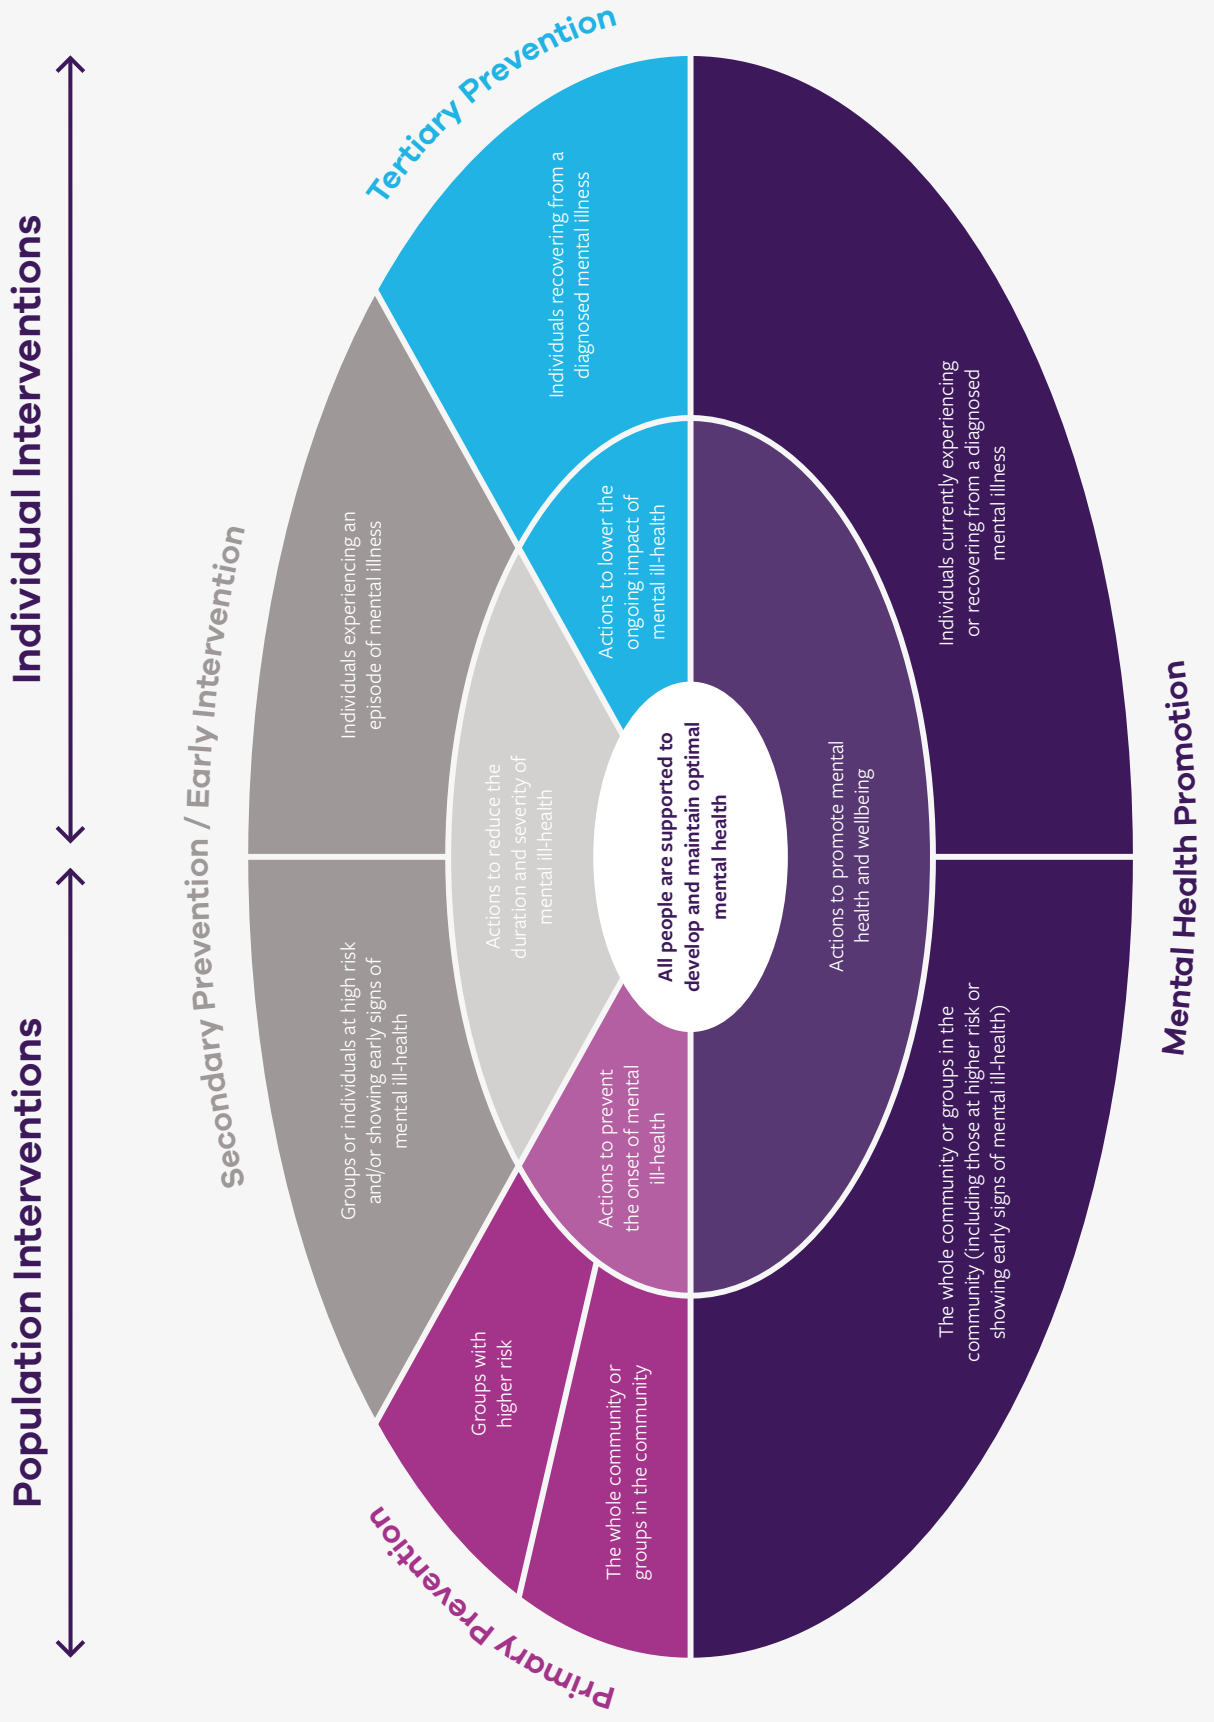 Population Interventions
Individual Interventions
Secondary Prevention / Early Intervention
Primary Prevention
Tertiary Prevention
Groups or individuals at high risk
and/or showing early signs of
mental ill-health
Individuals experiencing an
episode of mental illness
Groups with
higher risk
The whole community or
groups in the community
Actions to reduce the
duration and severity of
mental ill-health
Individuals recovering from a
diagnosed mental illness
Actions to prevent
the onset of mental
ill-health
Actions to lower the
ongoing impact of
mental ill-health
All people are supported to
develop and maintain optimal
mental health
Actions to promote mental
health and wellbeing
The whole community or groups in the
community (including those at higher risk or
showing early signs of mental ill-health)
Individuals currently experiencing
or recovering from a diagnosed
mental illness
Mental Health Promotion